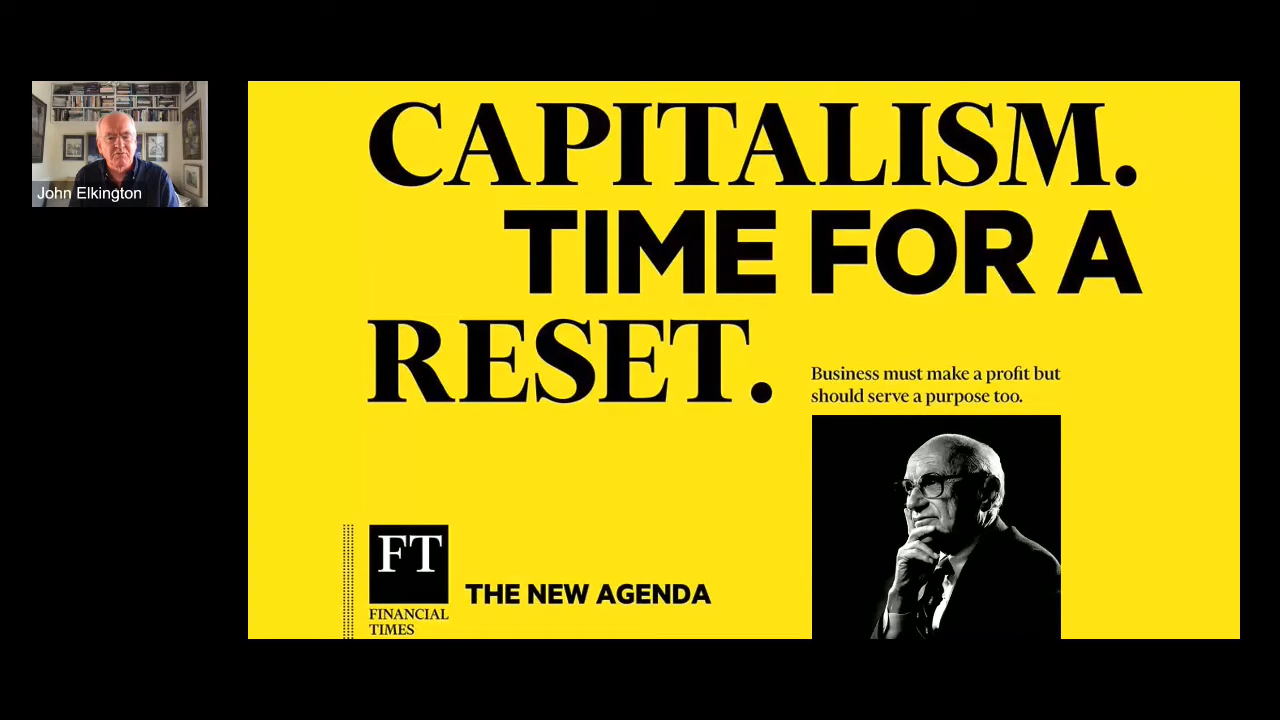 John Elkington
CAPITALISM.
TIME FOR A
RESET.
Business must make a profit but
should serve a purpose too.
FT
FINANCIAL
TIMES
THE NEW AGENDA